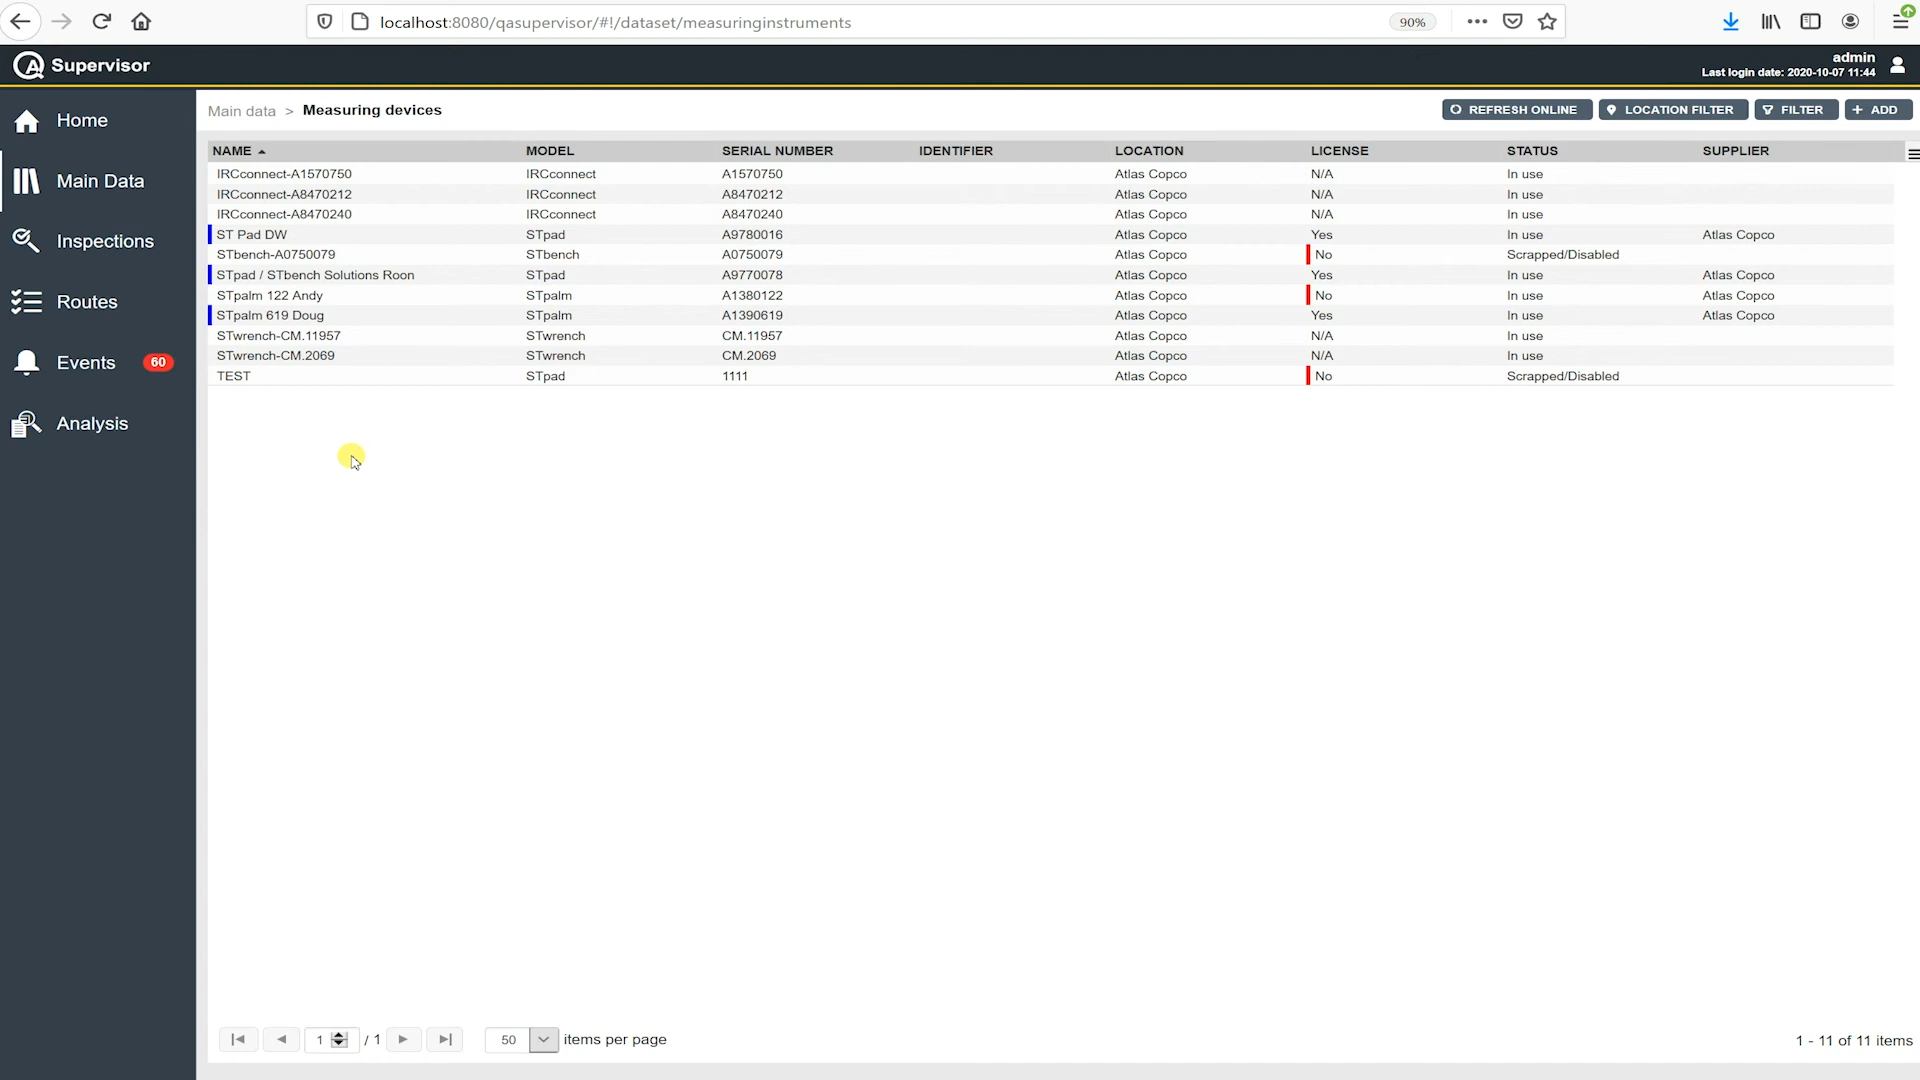 localhost:8080/qasupervisor/#!/dataset/measuringinstruments 90%
QA Supervisor admin
Last login date: 2020-10-07 11:44
Home
Main Data
Inspections
Routes
Events 60
Analysis
Main data > Measuring devices REFRESH ONLINE LOCATION FILTER FILTER + ADD
NAME MODEL SERIAL NUMBER IDENTIFIER LOCATION LICENSE STATUS SUPPLIER
IRCconnect-A1570750 IRCconnect A1570750 Atlas Copco N/A In use
IRCconnect-A8470212 IRCconnect A8470212 Atlas Copco N/A In use
IRCconnect-A8470240 IRCconnect A8470240 Atlas Copco N/A In use
ST Pad DW STpad A9780016 Atlas Copco Yes In use Atlas Copco
STbench-A0750079 STbench A0750079 Atlas Copco No Scrapped/Disabled
STpad / STbench Solutions Roon STpad A9770078 Atlas Copco Yes In use Atlas Copco
STpalm 122 Andy STpalm A1380122 Atlas Copco No In use Atlas Copco
STpalm 619 Doug STpalm A1390619 Atlas Copco Yes In use Atlas Copco
STwrench-CM.11957 STwrench CM.11957 Atlas Copco N/A In use
STwrench-CM.2069 STwrench CM.2069 Atlas Copco N/A In use
TEST STpad 1111 Atlas Copco No Scrapped/Disabled
1 / 1 50 items per page 1 - 11 of 11 items